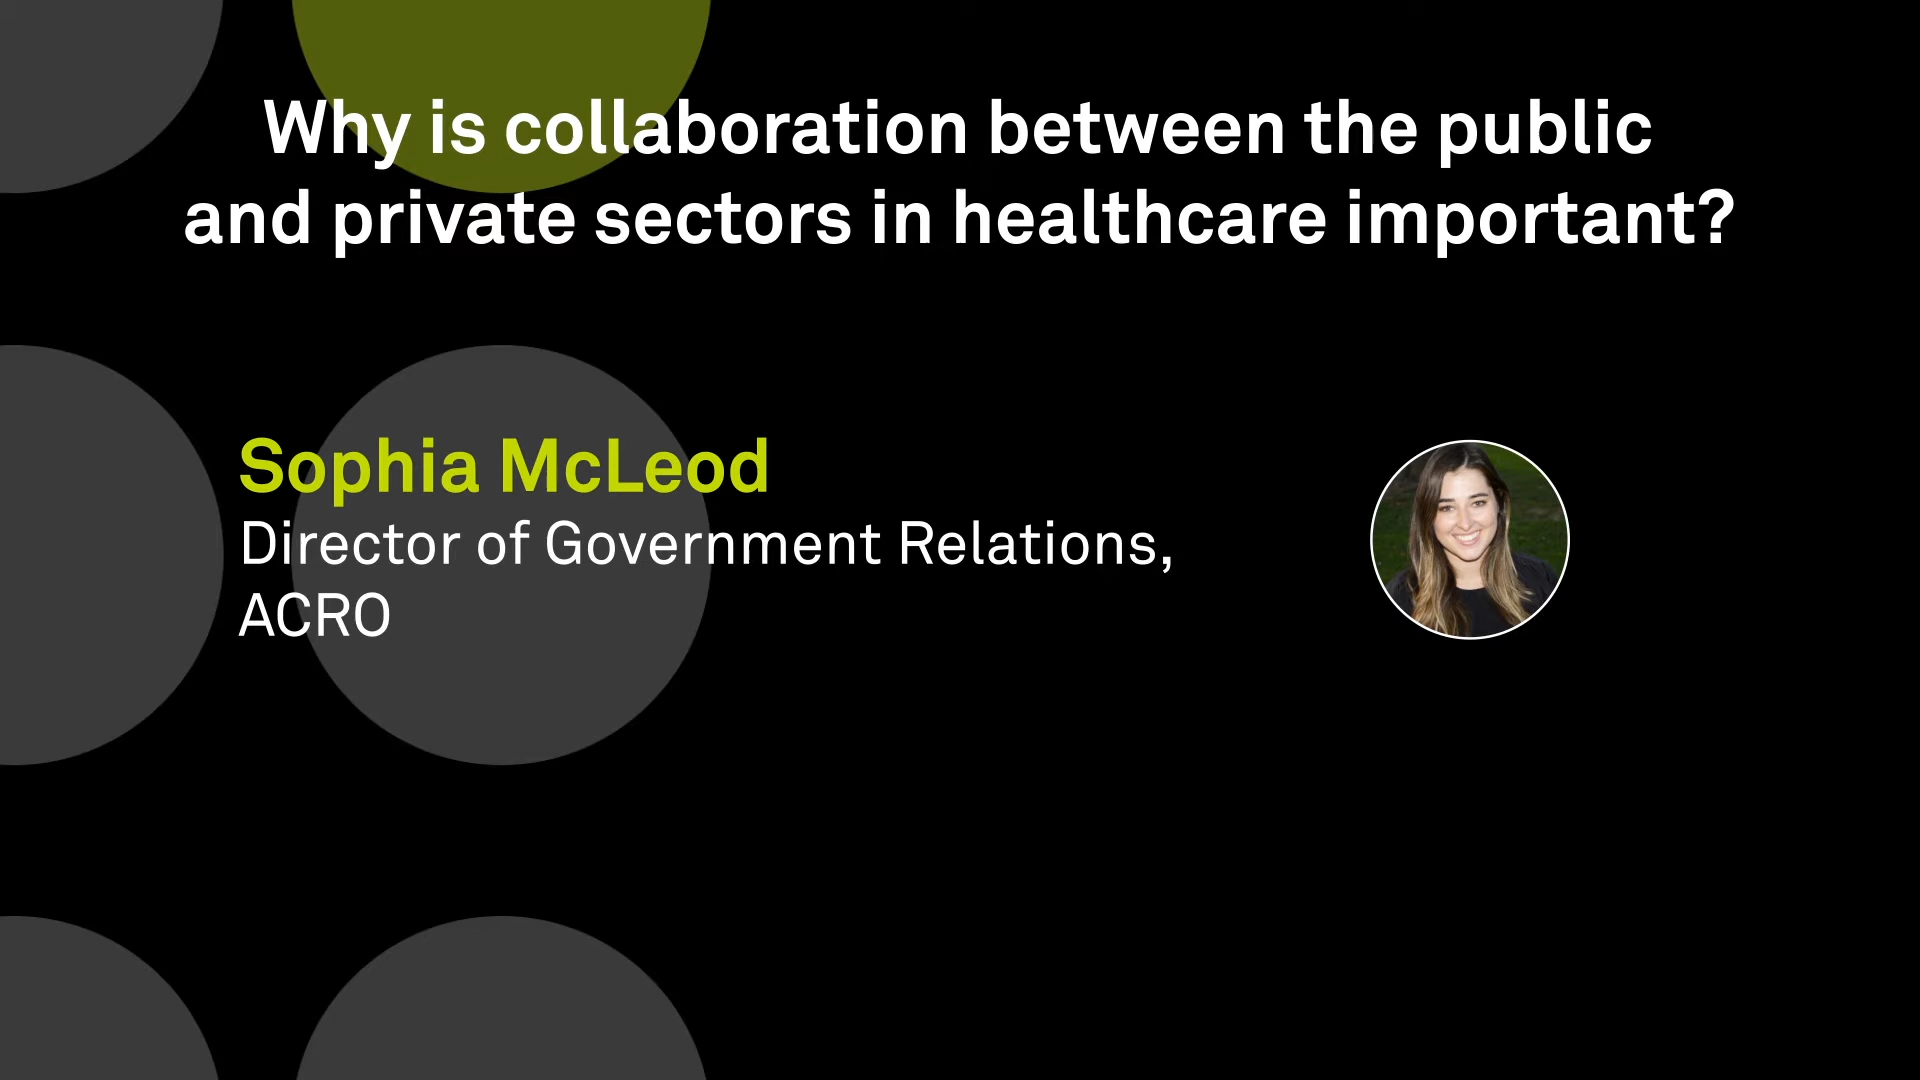 Why is collaboration between the public
and private sectors in healthcare important?
Sophia McLeod
Director of Government Relations,
ACRO